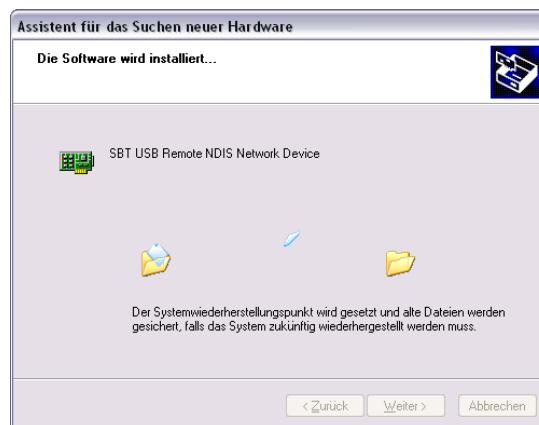 Assistent für das Suchen neuer Hardware
Die Software wird installiert...
SBT USB Remote NDIS Network Device
Der Systemwiederherstellungspunkt wird gesetzt und alte Dateien werden
gesichert, falls das System zukünftig wiederhergestellt werden muss.
< Zurück Weiter > Abbrechen